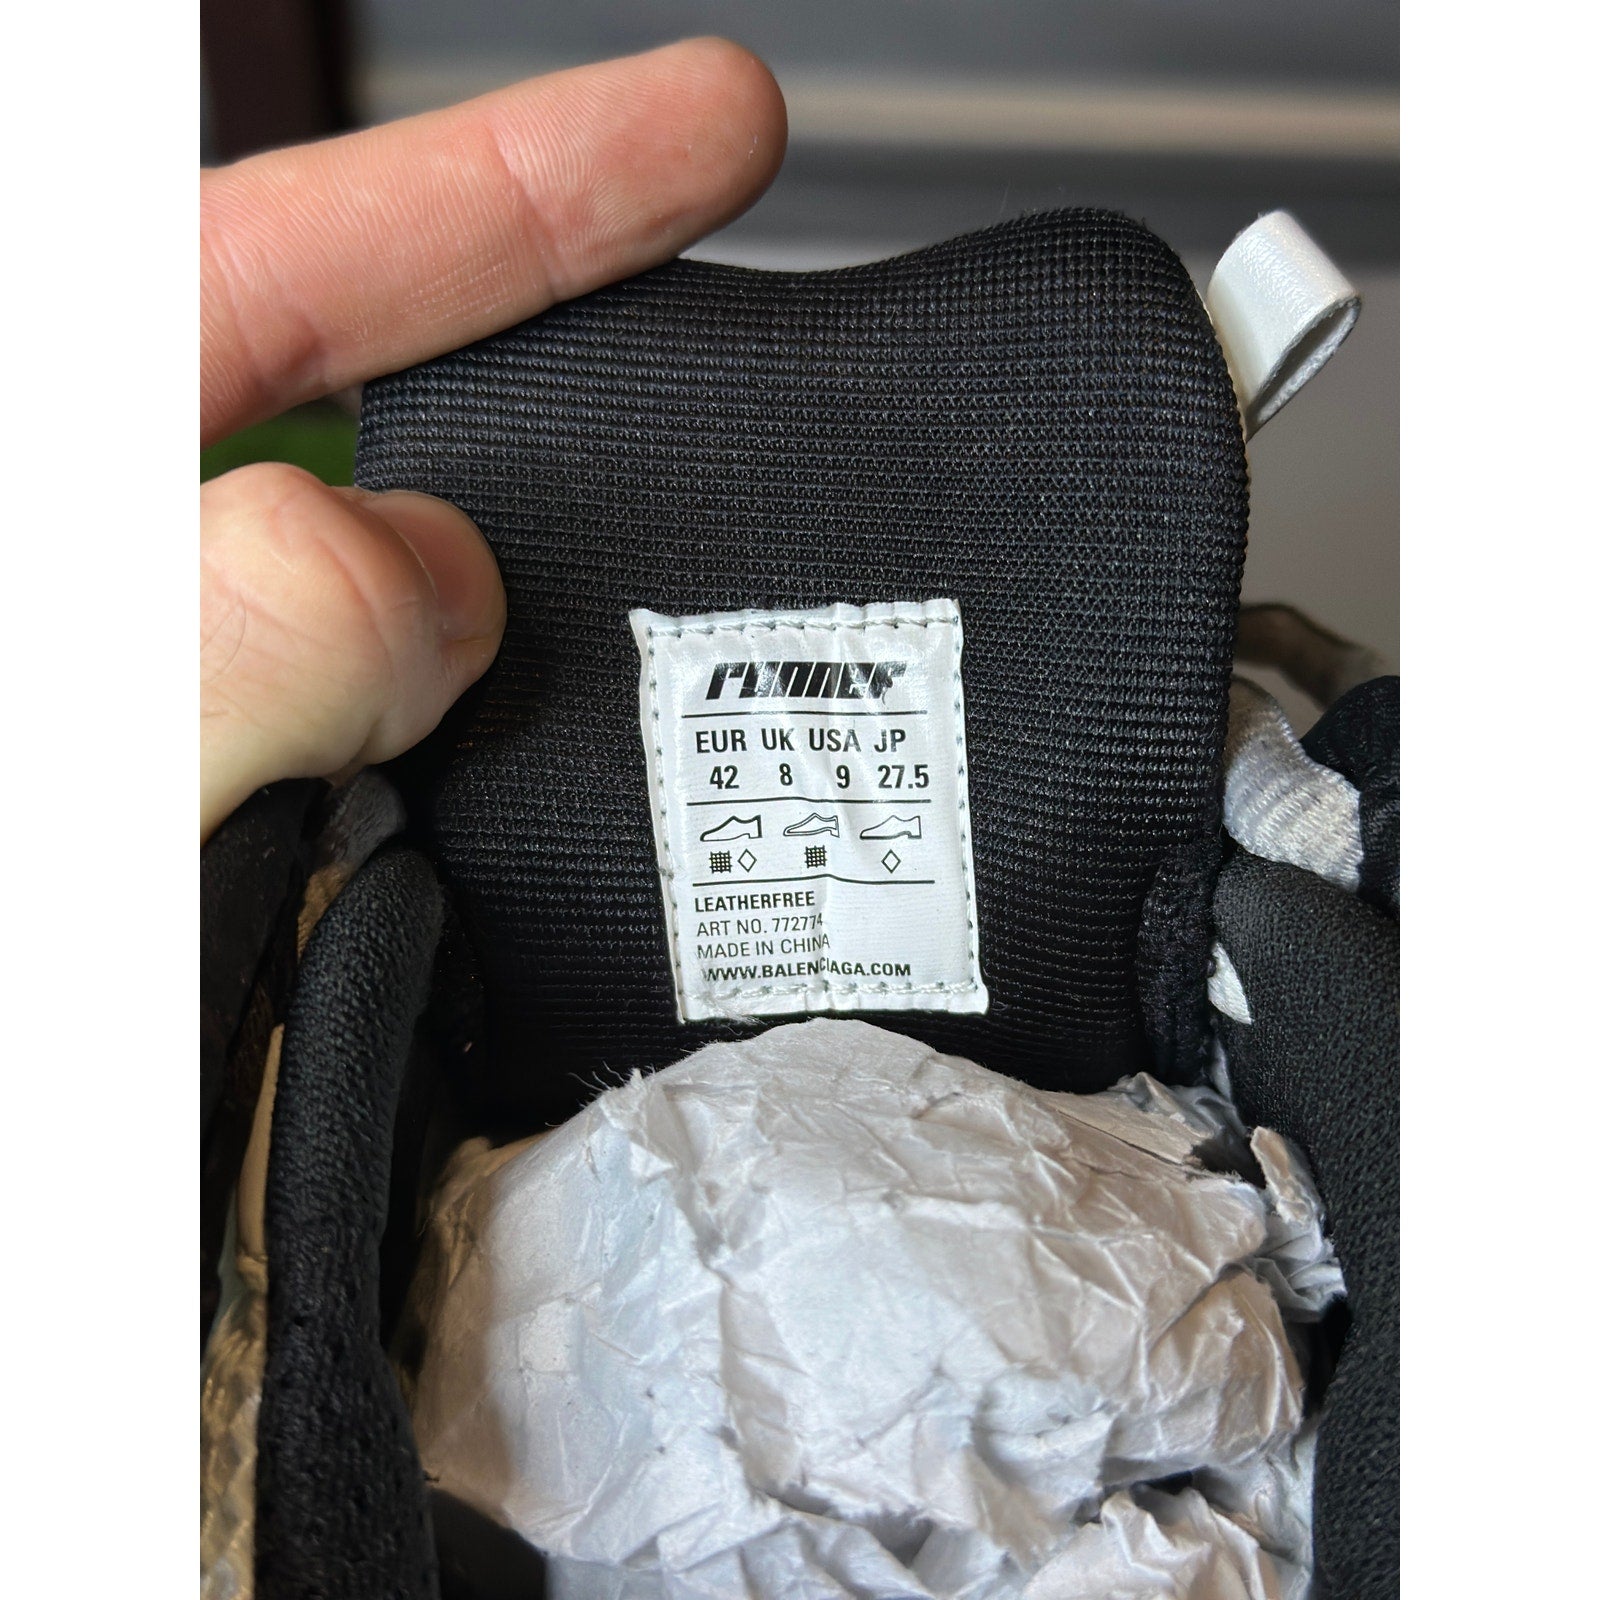 runner
EUR UK USA JP
42 8 9 27.5
LEATHERFREE
ART NO. 772774
MADE IN CHINA
WWW.BALENCIAGA.COM